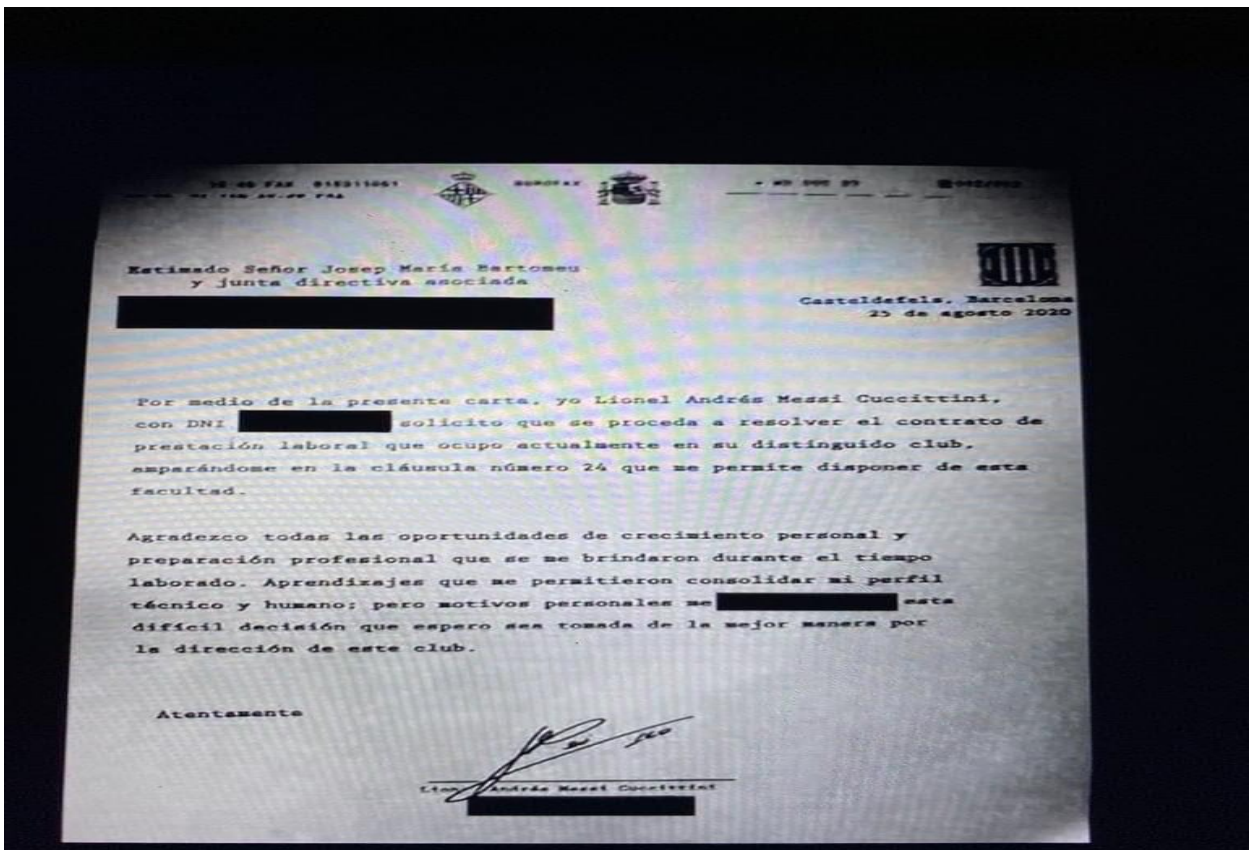 FAX 915311061
BUROFAX
Estimado Señor Josep María Bartomeu
y junta directiva asociada
Casteldefels, Barcelona
25 de agosto 2020
Por medio de la presente carta, yo Lionel Andrés Messi Cuccittini,
con DNI solicito que se proceda a resolver el contrato de
prestación laboral que ocupo actualmente en su distinguido club,
amparándome en la cláusula número 24 que me permite disponer de esta
facultad.
Agradezco todas las oportunidades de crecimiento personal y
preparación profesional que se me brindaron durante el tiempo
laborado. Aprendizajes que me permitieron consolidar mi perfil
técnico y humano; pero motivos personales me esta
difícil decisión que espero sea tomada de la mejor manera por
la dirección de este club.
Atentamente
Andrés Messi Cuccittini